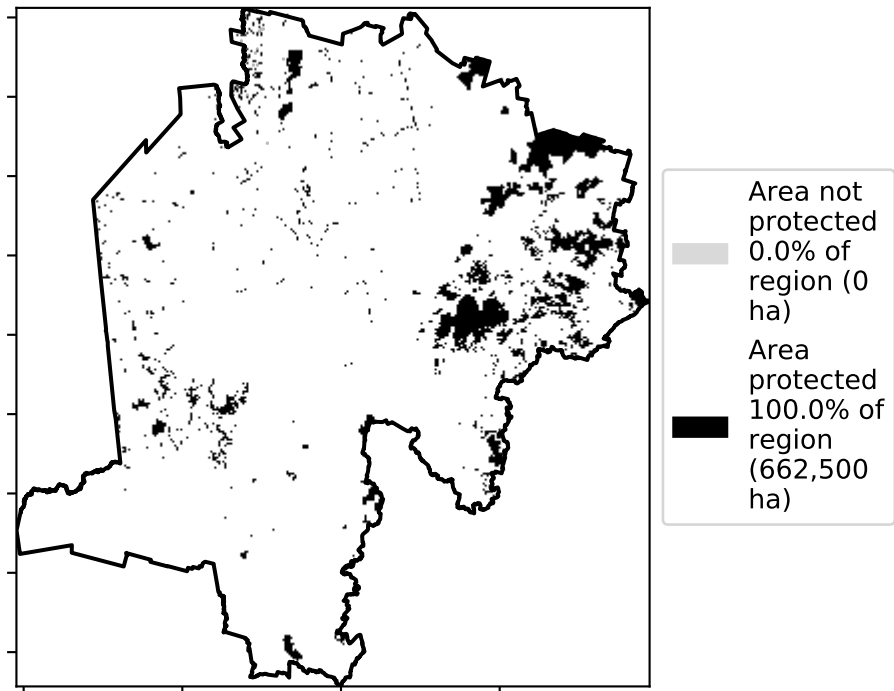 Area not
protected
0.0% of
region (0
ha)
Area
protected
100.0% of
region
(662,500
ha)